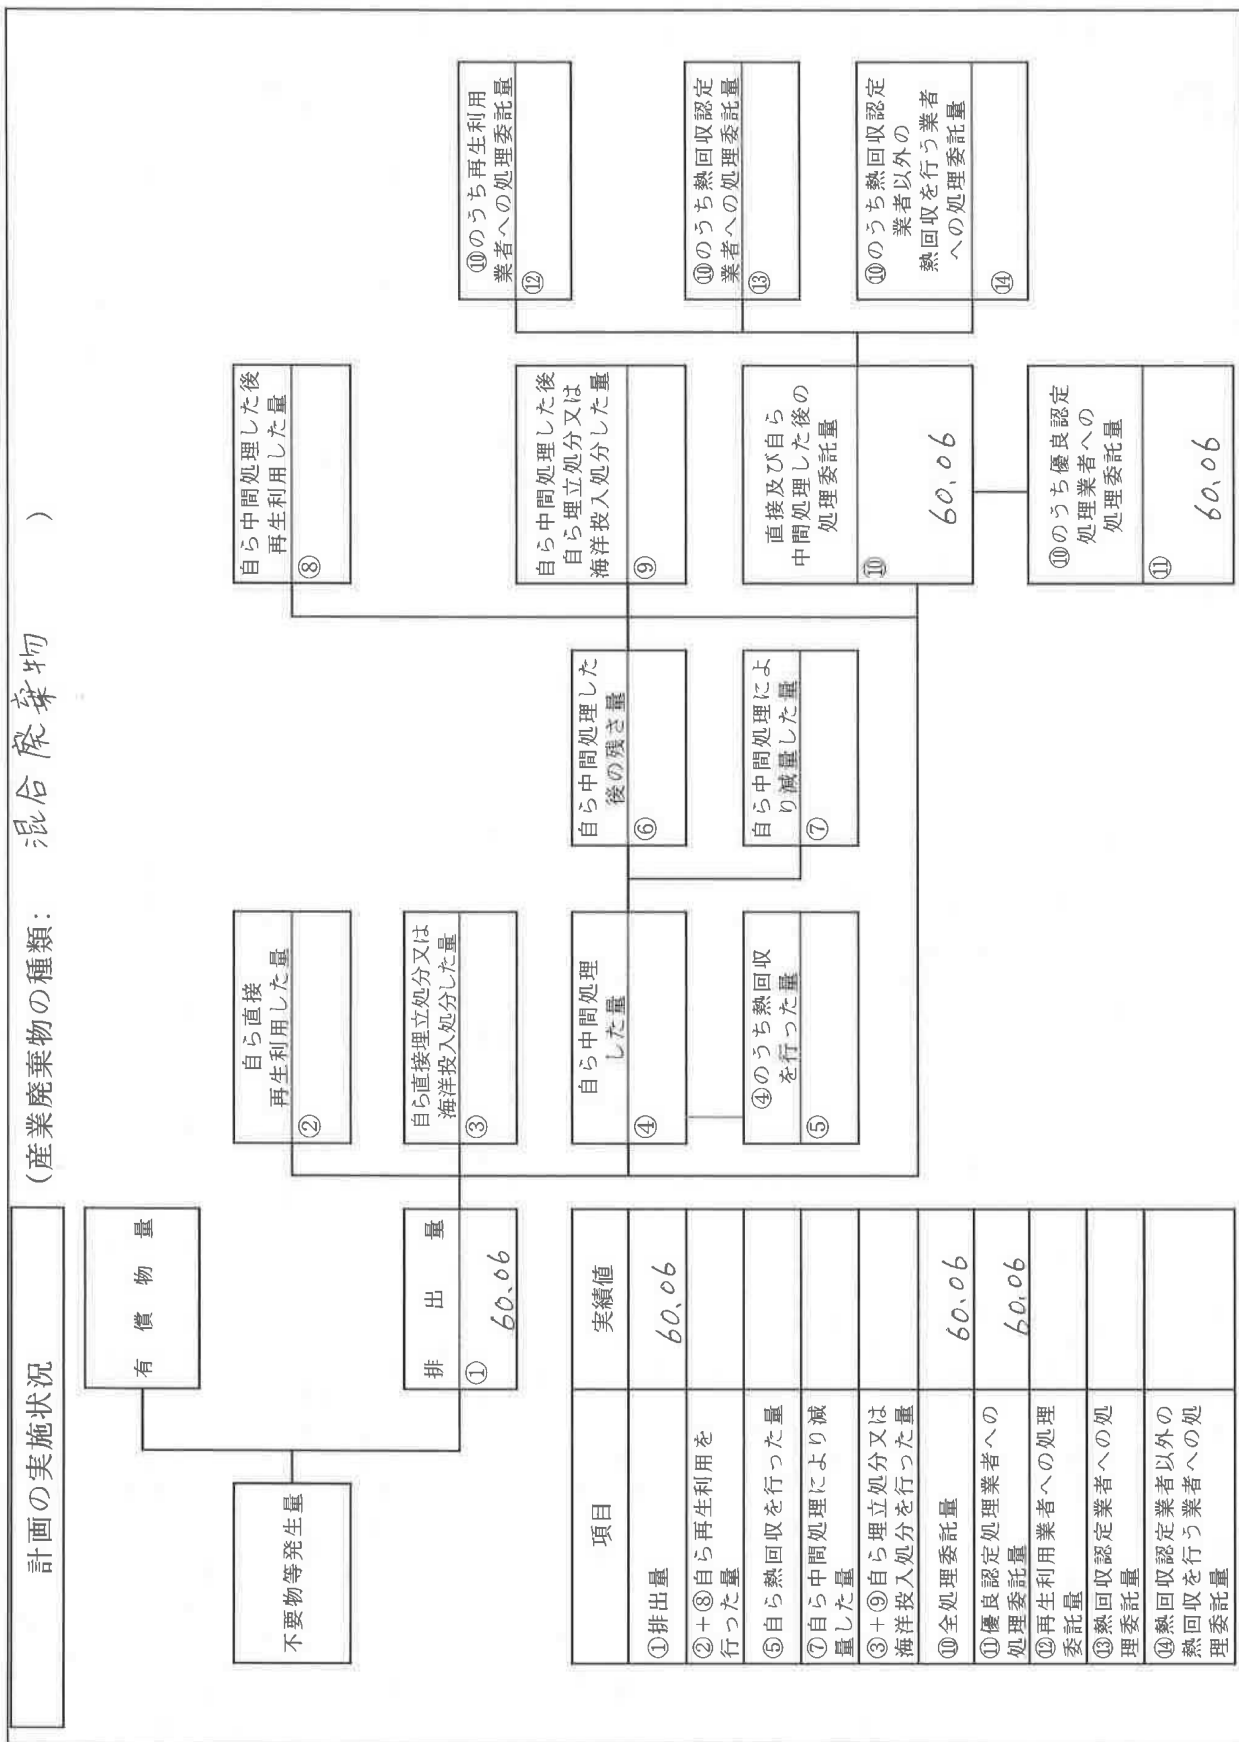 計画の実施状況
(産業廃棄物の種類: 混合廃棄物 )
不要物等発生量
有 償 物 量
排 出 量
① 60.06
自ら直接
再生利用した量
②
自ら直接埋立処分又は
海洋投入処分した量
③
自ら中間処理
した量
④
④のうち熱回収
を行った量
⑤
自ら中間処理した
後の残さ量
⑥
自ら中間処理によ
り減量した量
⑦
自ら中間処理した後
再生利用した量
⑧
自ら中間処理した後
自ら埋立処分又は
海洋投入処分した量
⑨
直接及び自ら
中間処理した後の
処理委託量
⑩ 60.06
⑩のうち優良認定
処理業者への
処理委託量
⑪ 60.06
⑩のうち再生利用
業者への処理委託量
⑫
⑩のうち熱回収認定
業者への処理委託量
⑬
⑩のうち熱回収認定
業者以外の
熱回収を行う業者
への処理委託量
⑭
項目 実績値
①排出量 60.06
②+⑧自ら再生利用を
行った量
⑤自ら熱回収を行った量
⑦自ら中間処理により減
量した量
③+⑨自ら埋立処分又は
海洋投入処分を行った量
⑩全処理委託量 60.06
⑪優良認定処理業者への
処理委託量 60.06
⑫再生利用業者への処理
委託量
⑬熱回収認定業者への処
理委託量
⑭熱回収認定業者以外の
熱回収を行う業者への処
理委託量